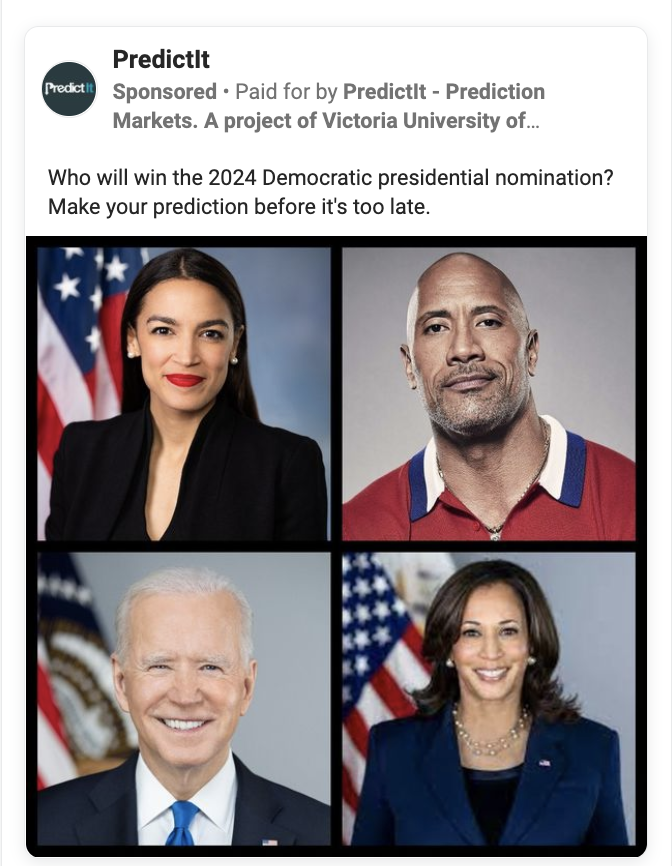 PredictIt
PredictIt
Sponsored • Paid for by PredictIt - Prediction
Markets. A project of Victoria University of...
Who will win the 2024 Democratic presidential nomination?
Make your prediction before it's too late.